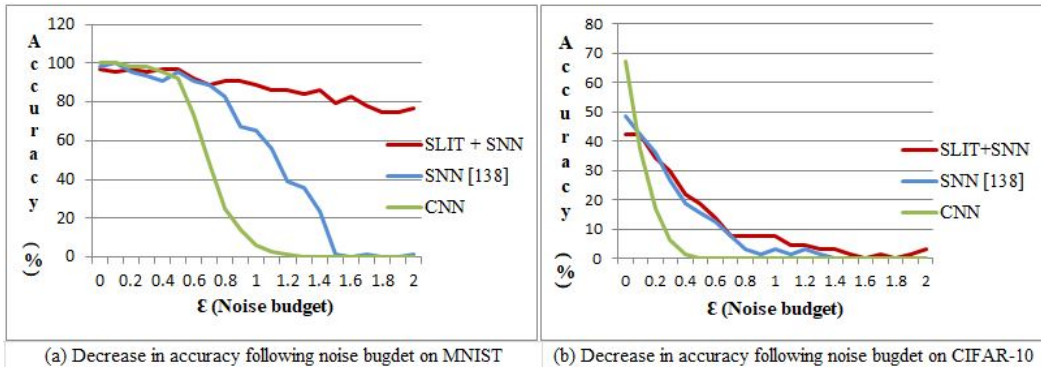 120
100
80
60
40
20
0
Accuracy (%)
0 0.2 0.4 0.6 0.8 1 1.2 1.4 1.6 1.8 2
Ɛ (Noise budget)
SLIT + SNN
SNN [138]
CNN
(a) Decrease in accuracy following noise bugdet on MNIST
80
70
60
50
40
30
20
10
0
Accuracy (%)
0 0.2 0.4 0.6 0.8 1 1.2 1.4 1.6 1.8 2
Ɛ (Noise budget)
SLIT+SNN
SNN [138]
CNN
(b) Decrease in accuracy following noise bugdet on CIFAR-10